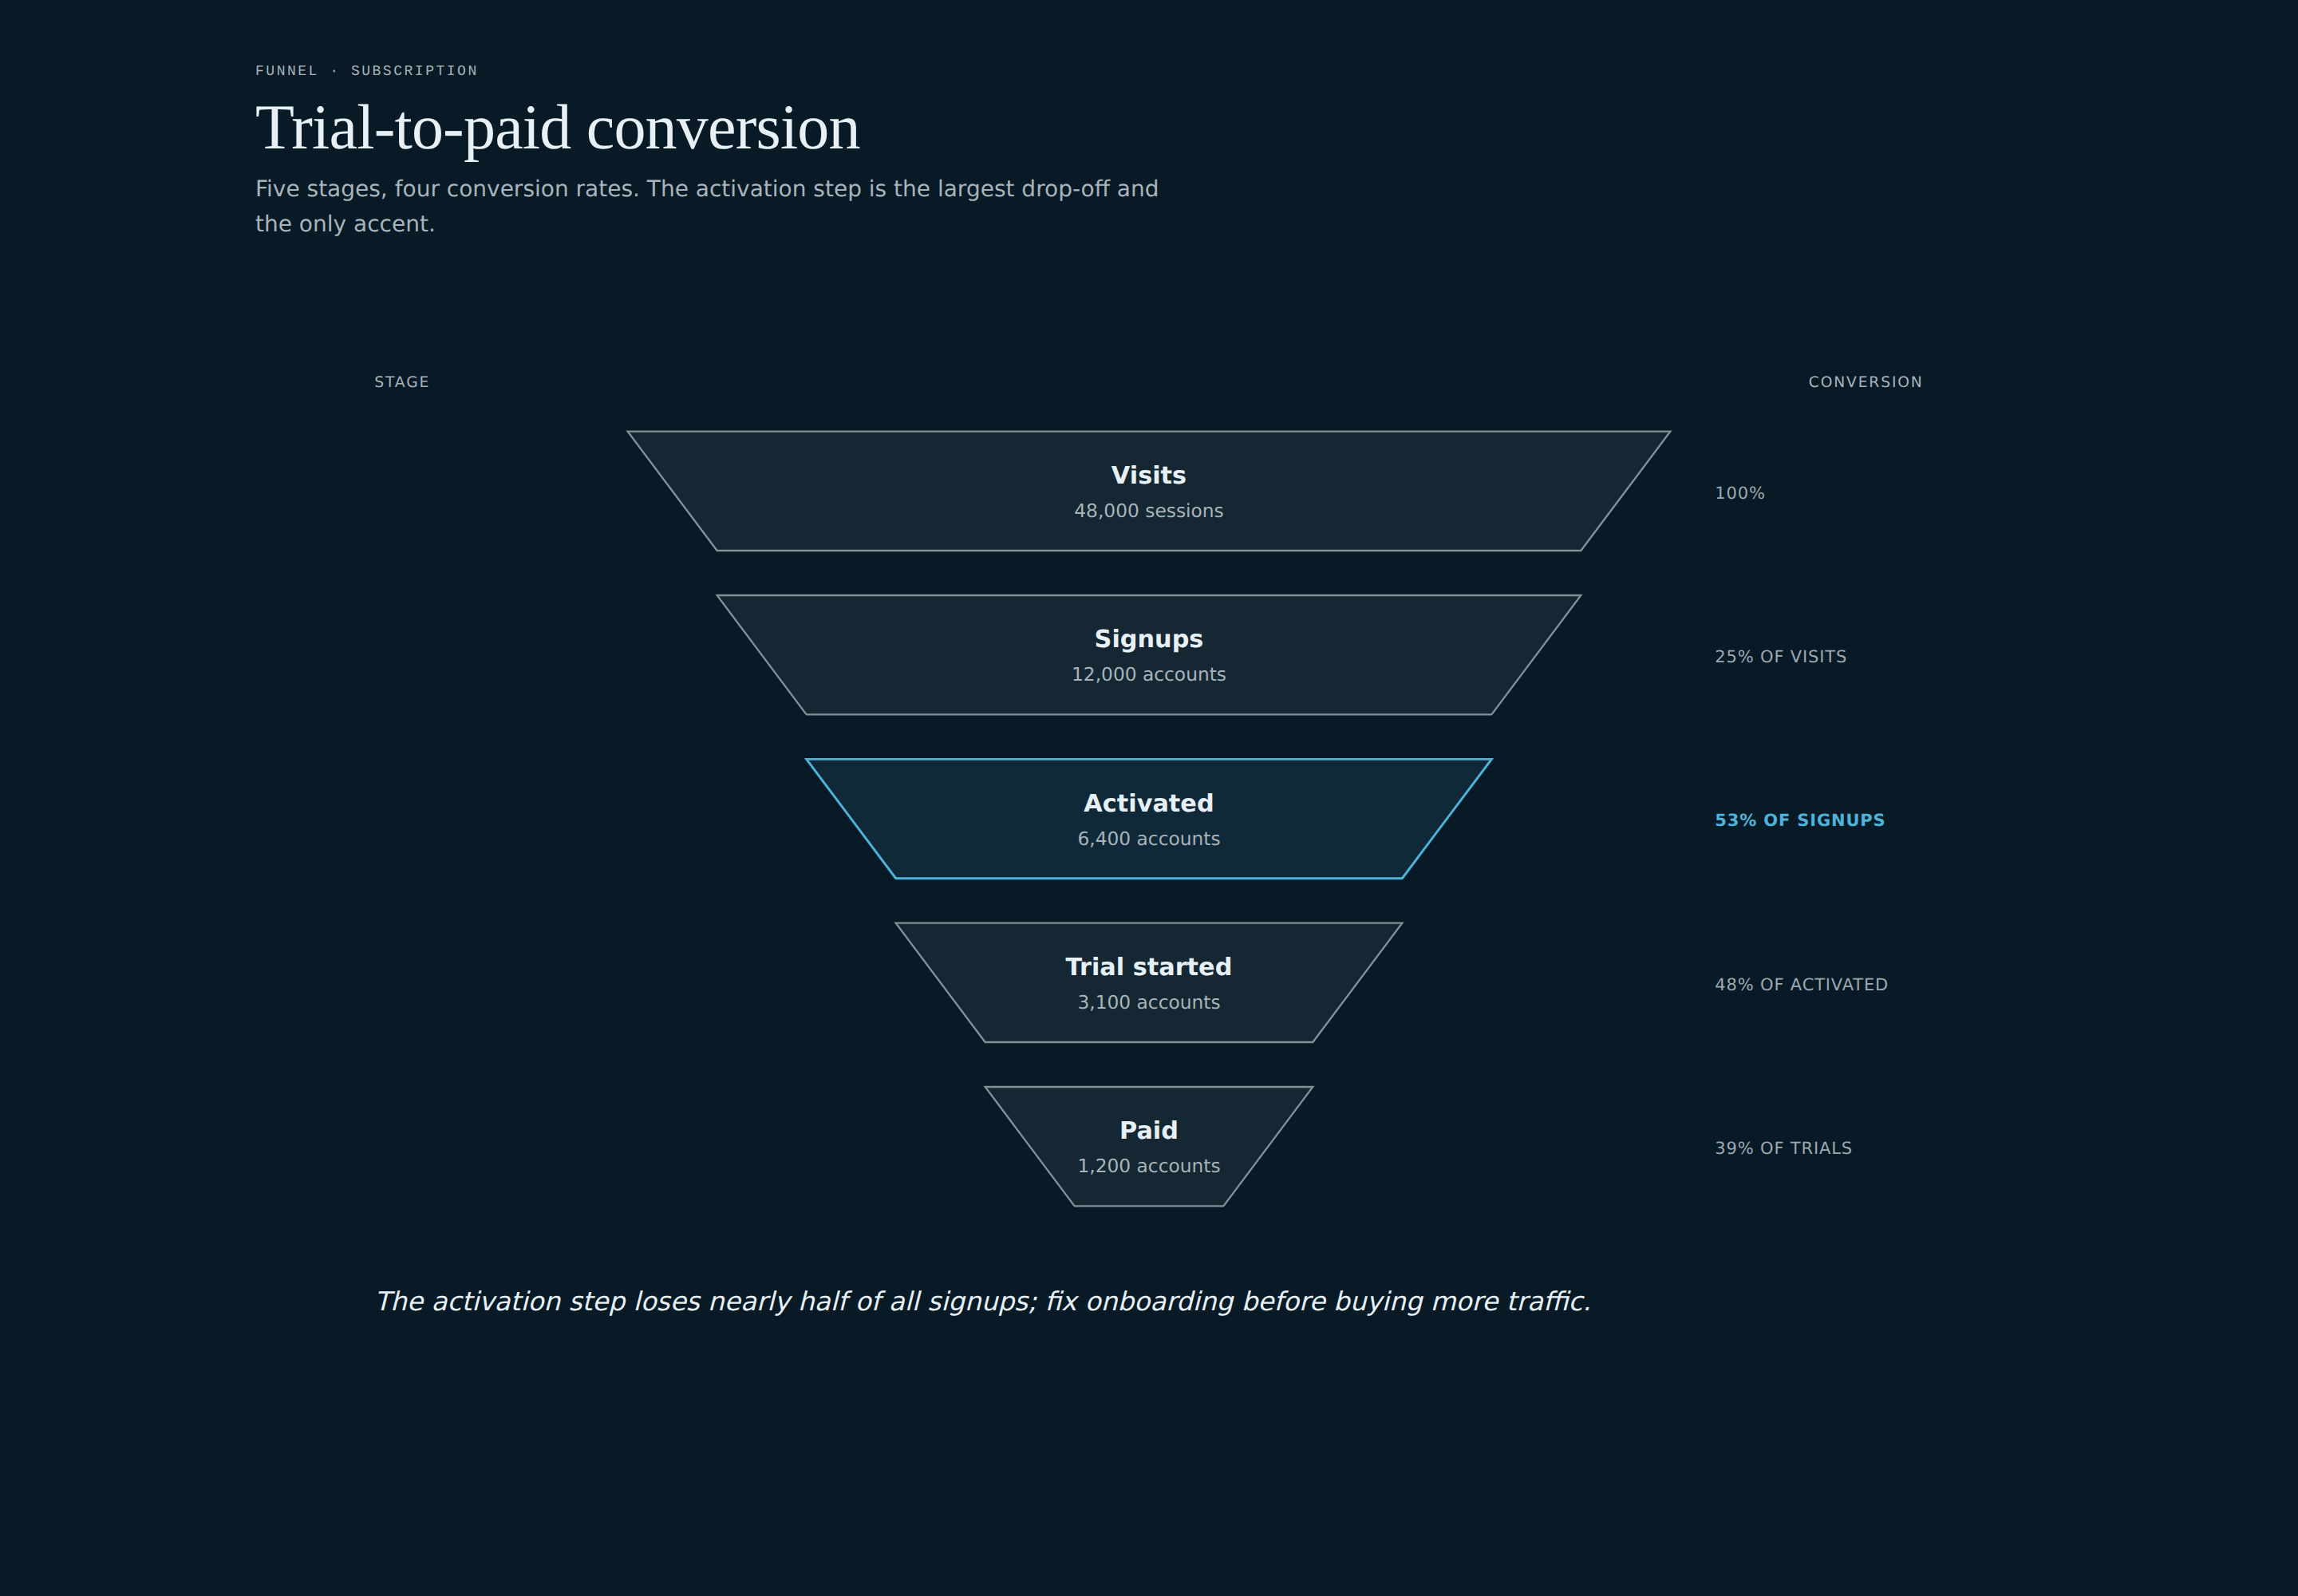 FUNNEL · SUBSCRIPTION
Trial-to-paid conversion
Five stages, four conversion rates. The activation step is the largest drop-off and
the only accent.
STAGE
CONVERSION
Visits
48,000 sessions
100%
Signups
12,000 accounts
25% OF VISITS
Activated
6,400 accounts
53% OF SIGNUPS
Trial started
3,100 accounts
48% OF ACTIVATED
Paid
1,200 accounts
39% OF TRIALS
The activation step loses nearly half of all signups; fix onboarding before buying more traffic.